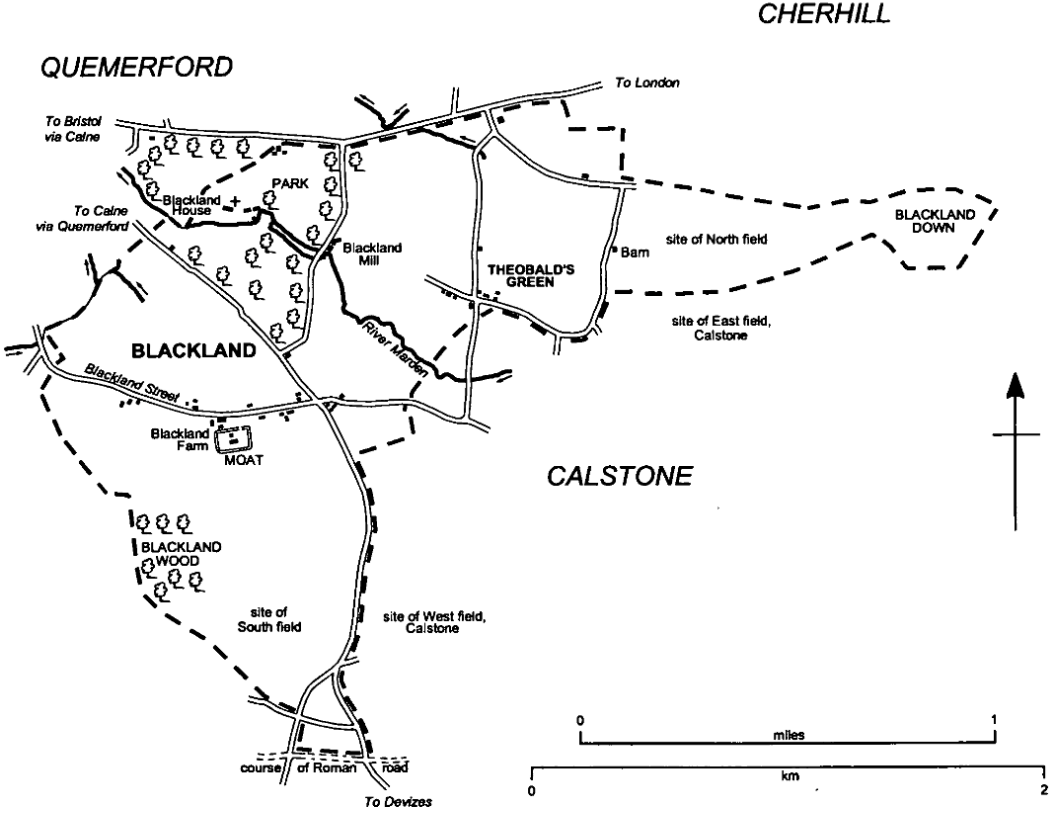 CHERHILL
QUEMERFORD
To London
To Bristol
via Calne
PARK
Blackland
House
To Calne
via Quemerford
BLACKLAND
DOWN
Blackland
Mill
site of North field
Barn
THEOBALD'S
GREEN
site of East field,
Calstone
River Marden
BLACKLAND
Blackland Street
Blackland
Farm
MOAT
CALSTONE
BLACKLAND
WOOD
site of
South field
site of West field,
Calstone
0 1
miles
km
0 2
course of Roman road
To Devizes